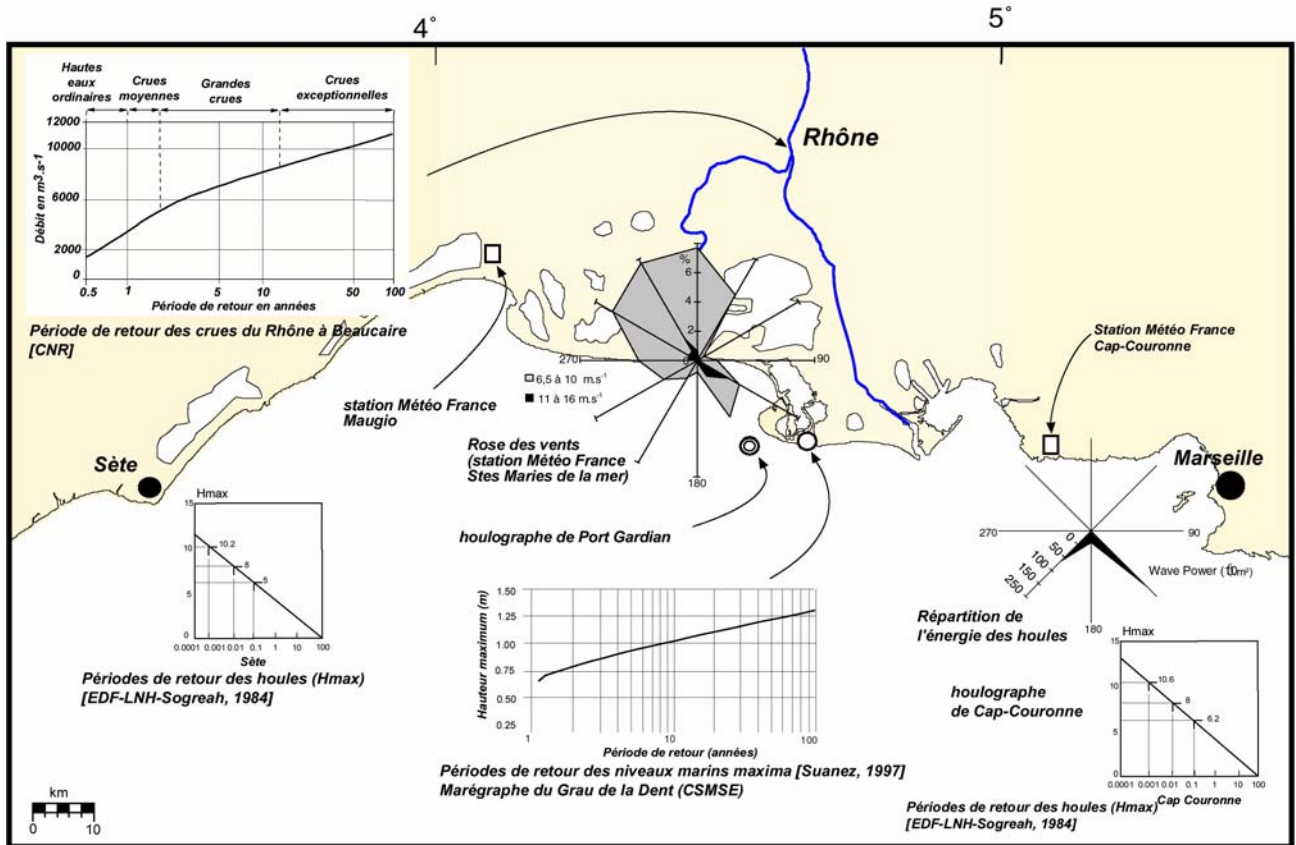 4°
5°
Hautes
eaux
ordinaires
Crues
moyennes
Grandes
crues
Crues
exceptionnelles
12000
10000
6000
2000
0
Débit en m³.s-¹
0.5
1
5
10
50
100
Période de retour en années
Période de retour des crues du Rhône à Beaucaire
[CNR]
Rhône
%
6
4
2
0
270
90
180
6,5 à 10 m.s⁻¹
11 à 16 m.s⁻¹
station Météo France
Maugio
Rose des vents
(station Météo France
Stes Maries de la mer)
Station Météo France
Cap-Couronne
Sète
Marseille
houlographe de Port Gardian
Hmax
15
10
5
0
10.2
8
5
0.0001
0.001
0.01
0.1
1
10
100
Sète
Périodes de retour des houles (Hmax)
[EDF-LNH-Sogreah, 1984]
Hauteur maximum (m)
1.50
1.25
1.00
0.75
0.50
0.25
1
10
100
Période de retour (années)
Périodes de retour des niveaux marins maxima [Suanez, 1997]
Marégraphe du Grau de la Dent (CSMSE)
270
90
180
0
50
100
150
250
Wave Power
Répartition de
l'énergie des houles
houlographe
de Cap-Couronne
Hmax
15
10
5
0
10.6
8
6.2
0.0001
0.001
0.01
0.1
1
10
100
Cap Couronne
Périodes de retour des houles (Hmax)
[EDF-LNH-Sogreah, 1984]
km
0
10